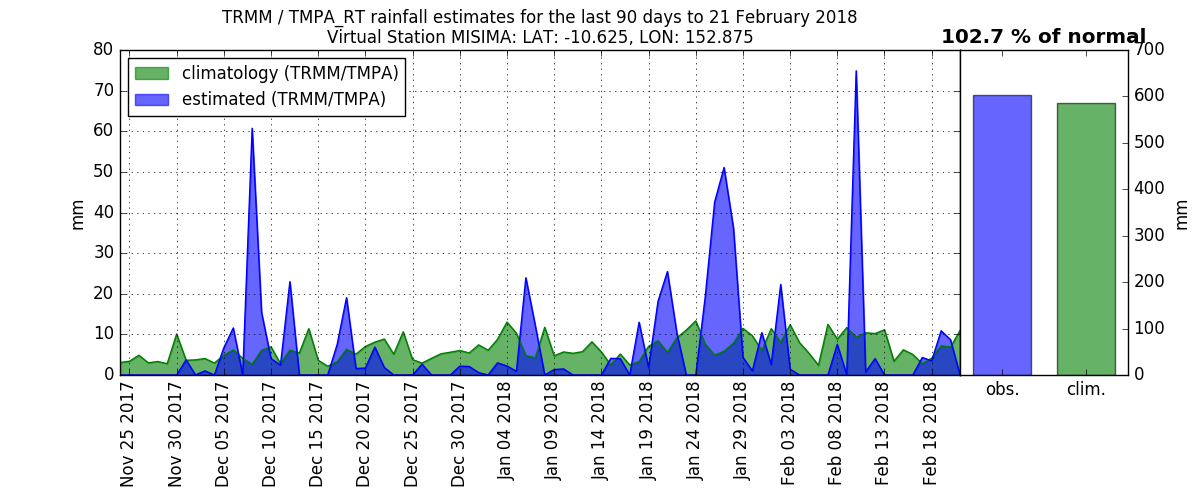 TRMM / TMPA_RT rainfall estimates for the last 90 days to 21 February 2018
Virtual Station MISIMA: LAT: -10.625, LON: 152.875
102.7 % of normal
climatology (TRMM/TMPA)
estimated (TRMM/TMPA)
80
70
60
50
40
30
20
10
0
mm
Nov 25 2017
Nov 30 2017
Dec 05 2017
Dec 10 2017
Dec 15 2017
Dec 20 2017
Dec 25 2017
Dec 30 2017
Jan 04 2018
Jan 09 2018
Jan 14 2018
Jan 19 2018
Jan 24 2018
Jan 29 2018
Feb 03 2018
Feb 08 2018
Feb 13 2018
Feb 18 2018
obs.
clim.
700
600
500
400
300
200
100
0
mm